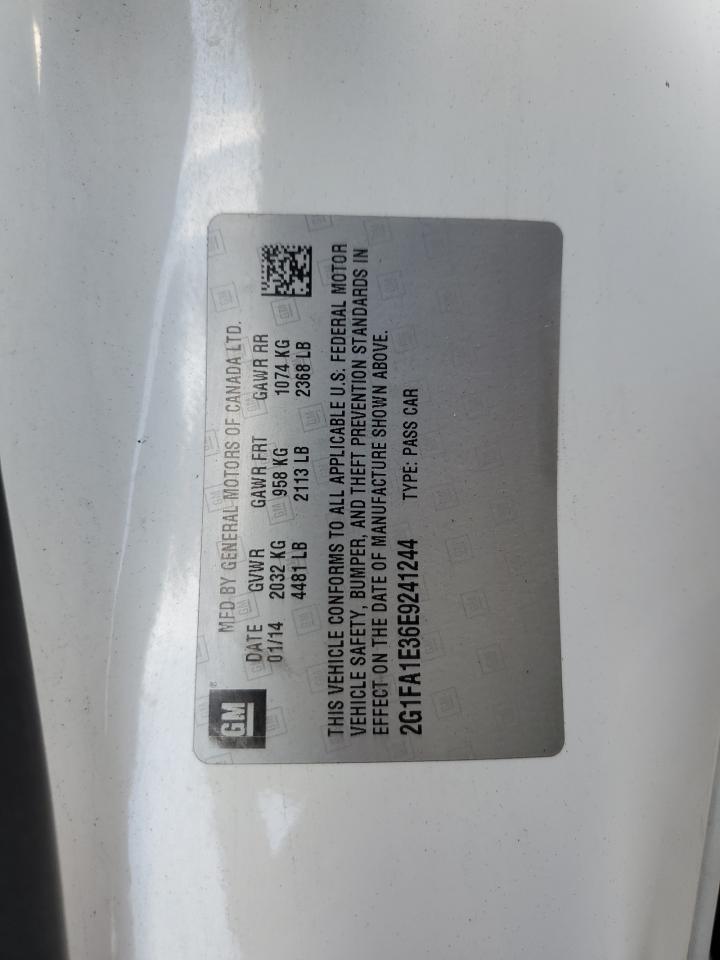 GM®
MFD BY GENERAL MOTORS OF CANADA LTD.
DATE GVWR GAWR FRT GAWR RR
01/14 2032 KG 958 KG 1074 KG
4481 LB 2113 LB 2368 LB
THIS VEHICLE CONFORMS TO ALL APPLICABLE U.S. FEDERAL MOTOR
VEHICLE SAFETY, BUMPER, AND THEFT PREVENTION STANDARDS IN
EFFECT ON THE DATE OF MANUFACTURE SHOWN ABOVE.
2G1FA1E36E9241244 TYPE: PASS CAR